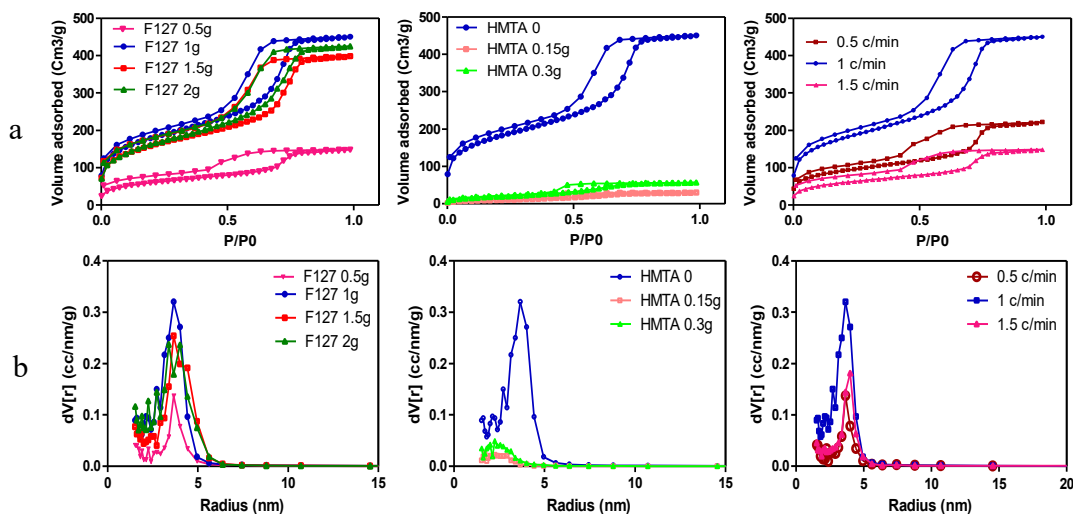 a
Volume adsorbed (Cm3/g)
500
400
300
200
100
0
0.0
0.5
1.0
P/P0
F127 0.5g
F127 1g
F127 1.5g
F127 2g
Volume adsorbed (Cm3/g)
500
400
300
200
100
0
0.0
0.5
1.0
P/P0
HMTA 0
HMTA 0.15g
HMTA 0.3g
Volume adsorbed (Cm3/g)
500
400
300
200
100
0
0.0
0.5
1.0
P/P0
0.5 c/min
1 c/min
1.5 c/min
b
dV[r] (cc/nm/g)
0.4
0.3
0.2
0.1
0.0
0
5
10
15
Radius (nm)
F127 0.5g
F127 1g
F127 1.5g
F127 2g
dV[r] (cc/nm/g)
0.4
0.3
0.2
0.1
0.0
0
5
10
15
Radius (nm)
HMTA 0
HMTA 0.15g
HMTA 0.3g
dV[r] (cc/nm/g)
0.4
0.3
0.2
0.1
0.0
0
5
10
15
20
Radius (nm)
0.5 c/min
1 c/min
1.5 c/min